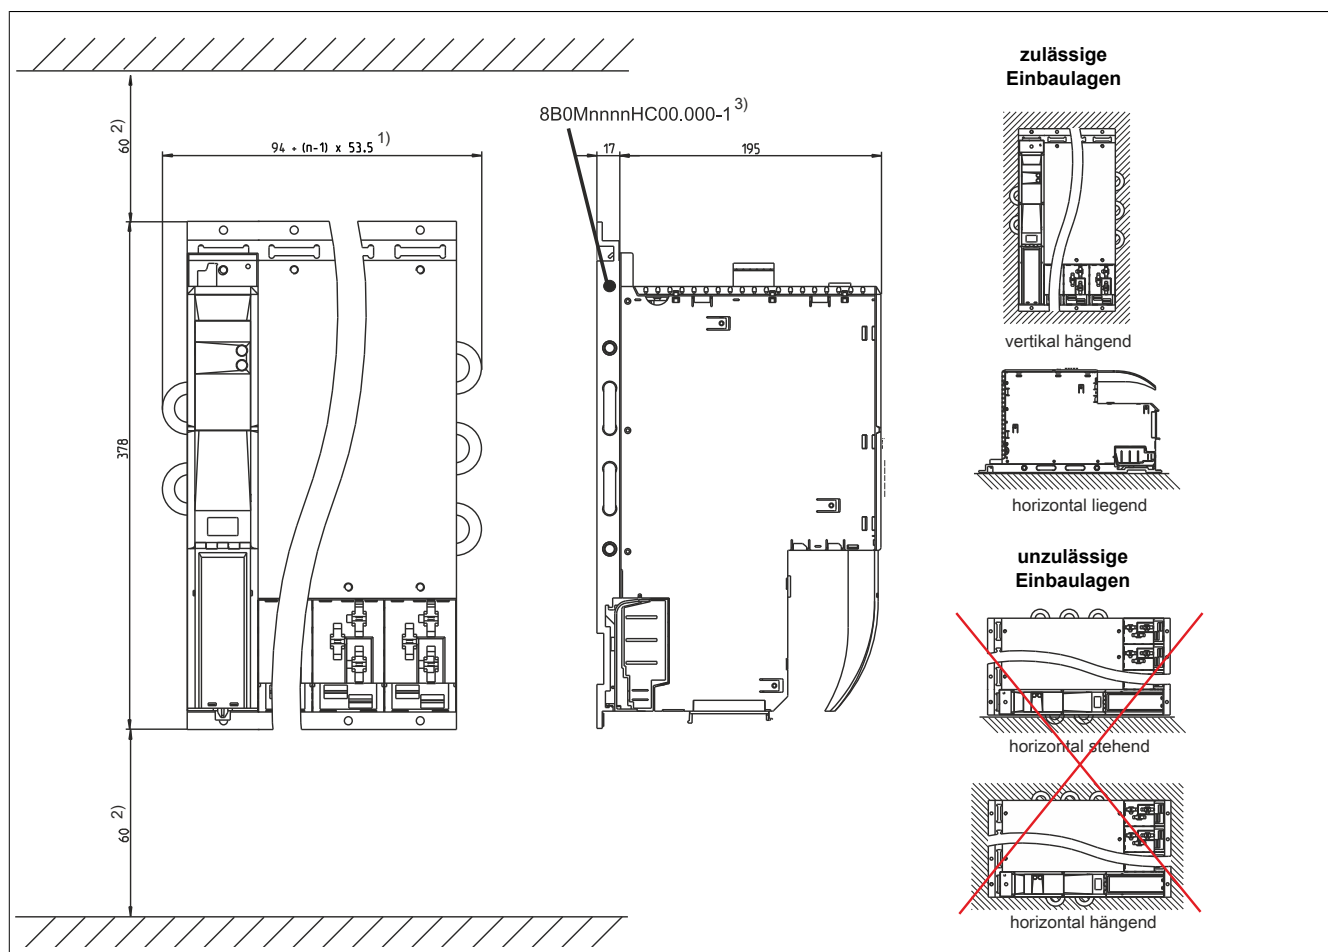 60 2)
94 + (n-1) x 53.5 1)
378
60 2)
8B0MnnnnHC00.000-1 3)
17
195
zulässige
Einbaulagen
vertikal hängend
horizontal liegend
unzulässige
Einbaulagen
horizontal stehend
horizontal hängend